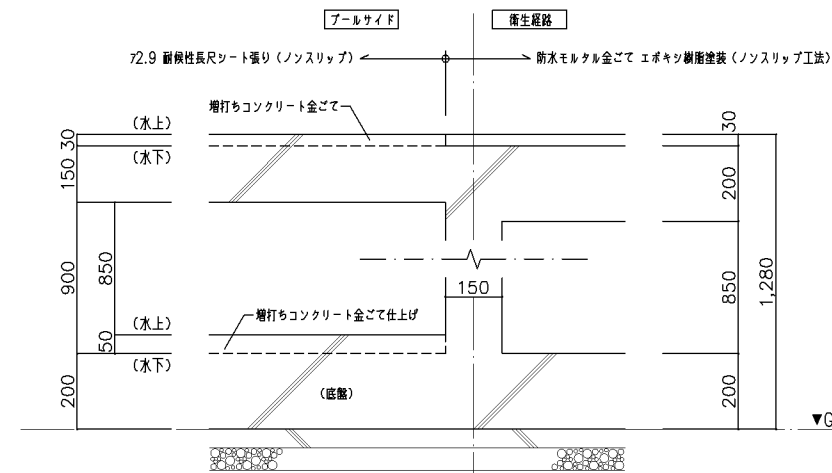 プールサイド
衛生経路
ｱ2.9 耐候性長尺シート張り（ノンスリップ）
防水モルタル金ごて エポキシ樹脂塗装（ノンスリップ工法）
増打ちコンクリート金ごて
（水上）
（水下）
30
150
900
850
50
200
（水上）
（水下）
増打ちコンクリート金ごて仕上げ
（底盤）
150
30
200
850
200
1,280
▼G